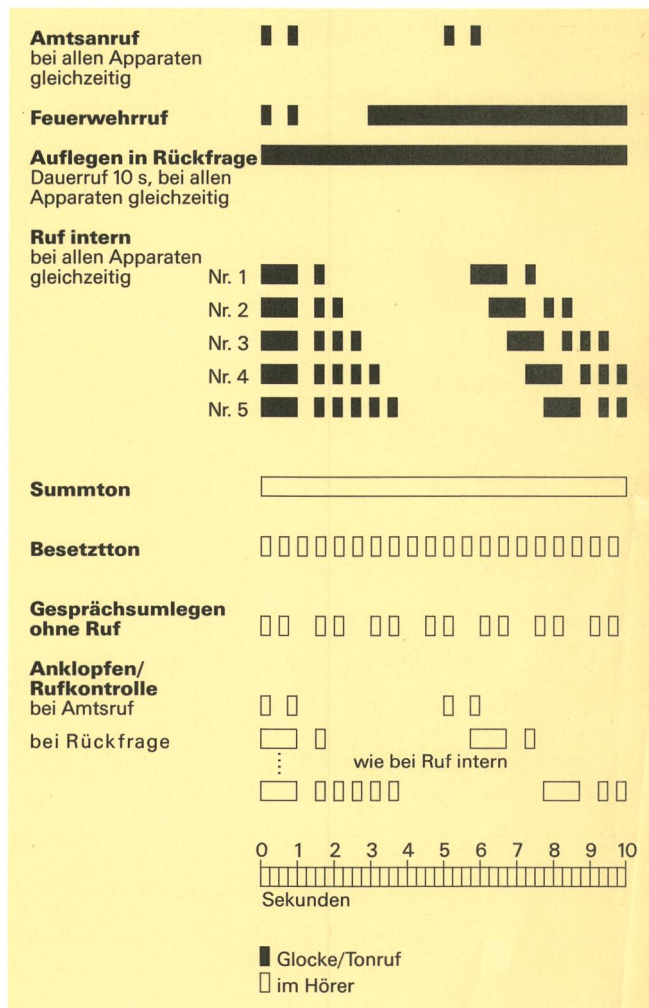 Amtsanruf
bei allen Apparaten
gleichzeitig
Feuerwehrruf
Auflegen in Rückfrage
Dauerruf 10 s, bei allen
Apparaten gleichzeitig
Ruf intern
bei allen Apparaten
gleichzeitig
Nr. 1
Nr. 2
Nr. 3
Nr. 4
Nr. 5
Summton
Besetztton
Gesprächsumlegen
ohne Ruf
Anklopfen/
Rufkontrolle
bei Amtsruf
bei Rückfrage
wie bei Ruf intern
0 1 2 3 4 5 6 7 8 9 10
Sekunden
Glocke/Tonruf
im Hörer